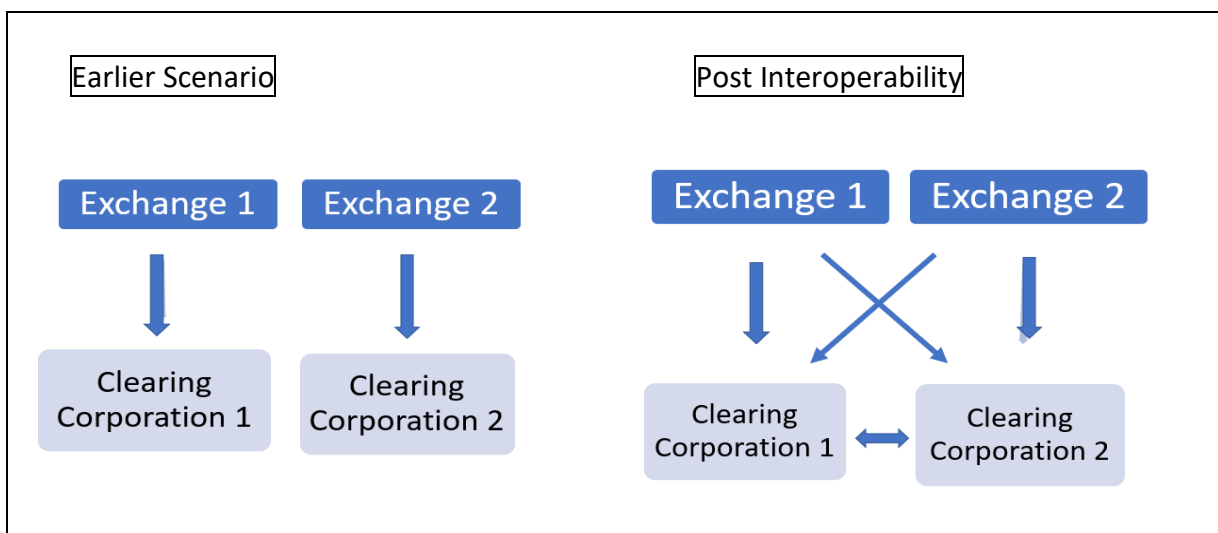 Earlier Scenario
Exchange 1
Exchange 2
Clearing
Corporation 1
Clearing
Corporation 2
Post Interoperability
Exchange 1
Exchange 2
Clearing
Corporation 1
Clearing
Corporation 2